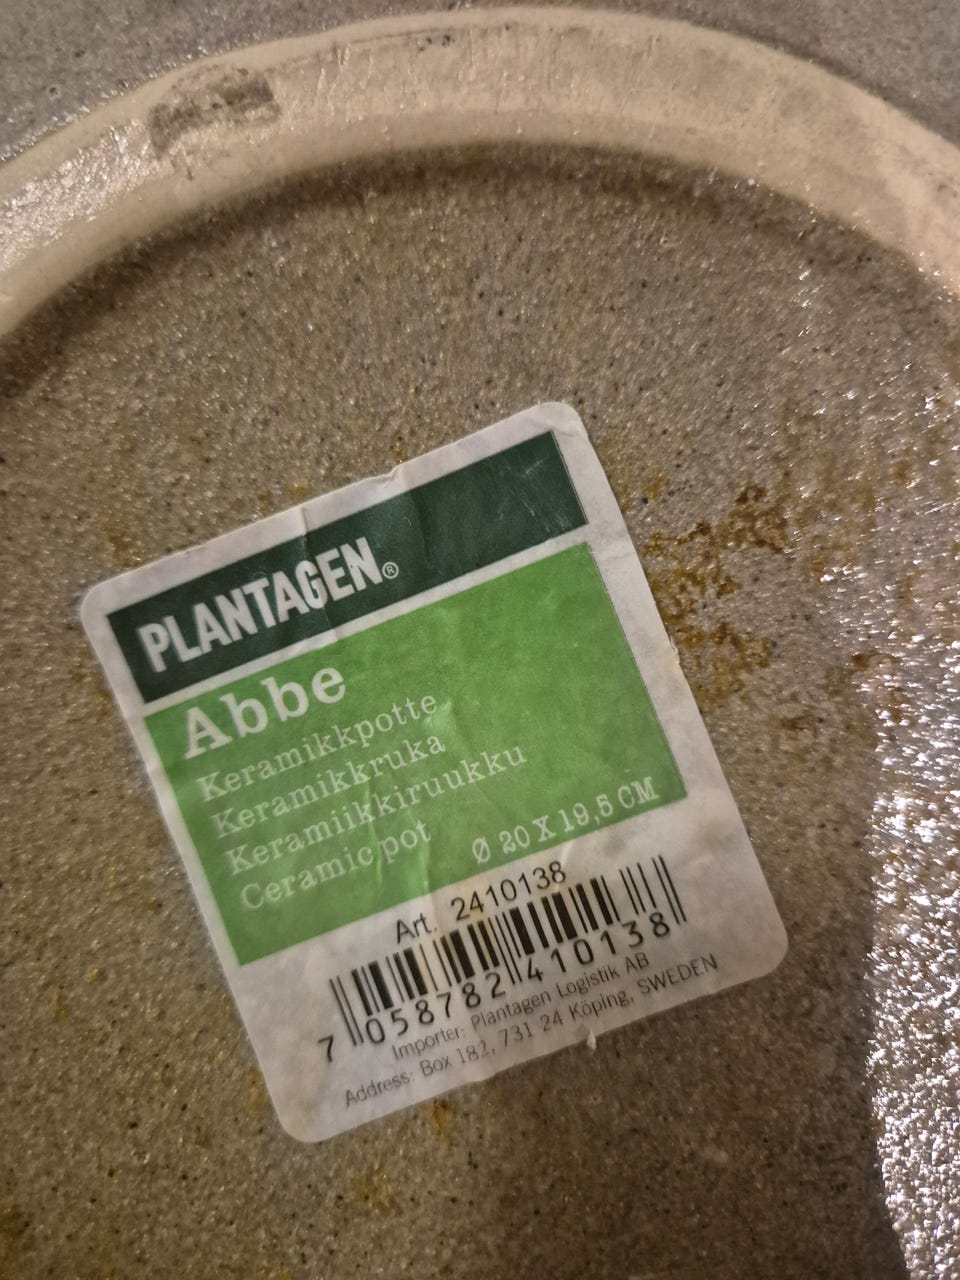 PLANTAGEN®
Abbe
Keramikkpotte
Keramikkruka
Keramiikkiruukku
Ceramic pot
Ø 20 X 19,5 CM
Art. 2410138
7 058782 410138
Importer: Plantagen Logistik AB
Address: Box 182, 731 24 Köping, SWEDEN